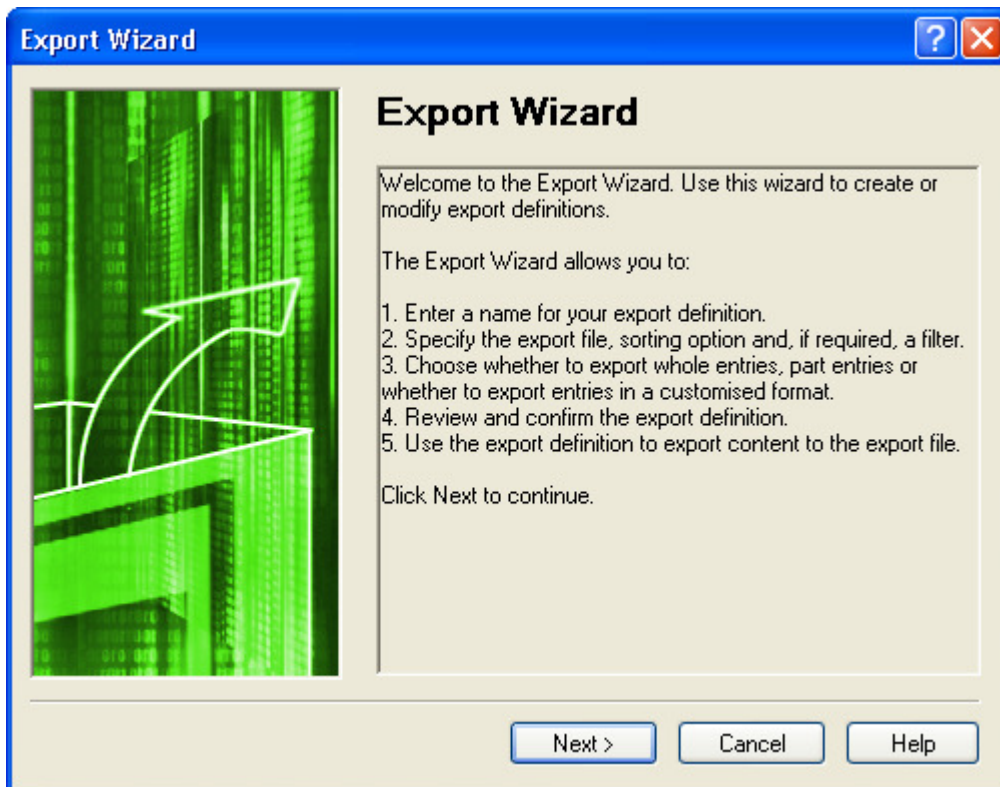 Export Wizard
Export Wizard
Welcome to the Export Wizard. Use this wizard to create or
modify export definitions.
The Export Wizard allows you to:
1. Enter a name for your export definition.
2. Specify the export file, sorting option and, if required, a filter.
3. Choose whether to export whole entries, part entries or
whether to export entries in a customised format.
4. Review and confirm the export definition.
5. Use the export definition to export content to the export file.
Click Next to continue.
Next >
Cancel
Help